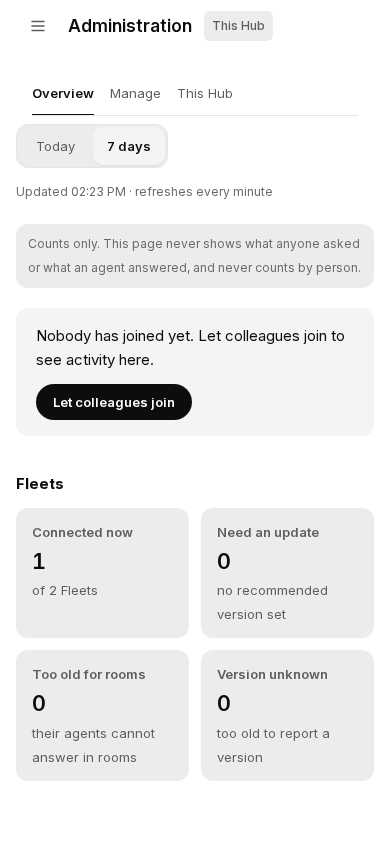 Administration This Hub
Overview Manage This Hub
Today 7 days
Updated 02:23 PM · refreshes every minute
Counts only. This page never shows what anyone asked
or what an agent answered, and never counts by person.
Nobody has joined yet. Let colleagues join to
see activity here.
Let colleagues join
Fleets
Connected now
1
of 2 Fleets
Need an update
0
no recommended
version set
Too old for rooms
0
their agents cannot
answer in rooms
Version unknown
0
too old to report a
version